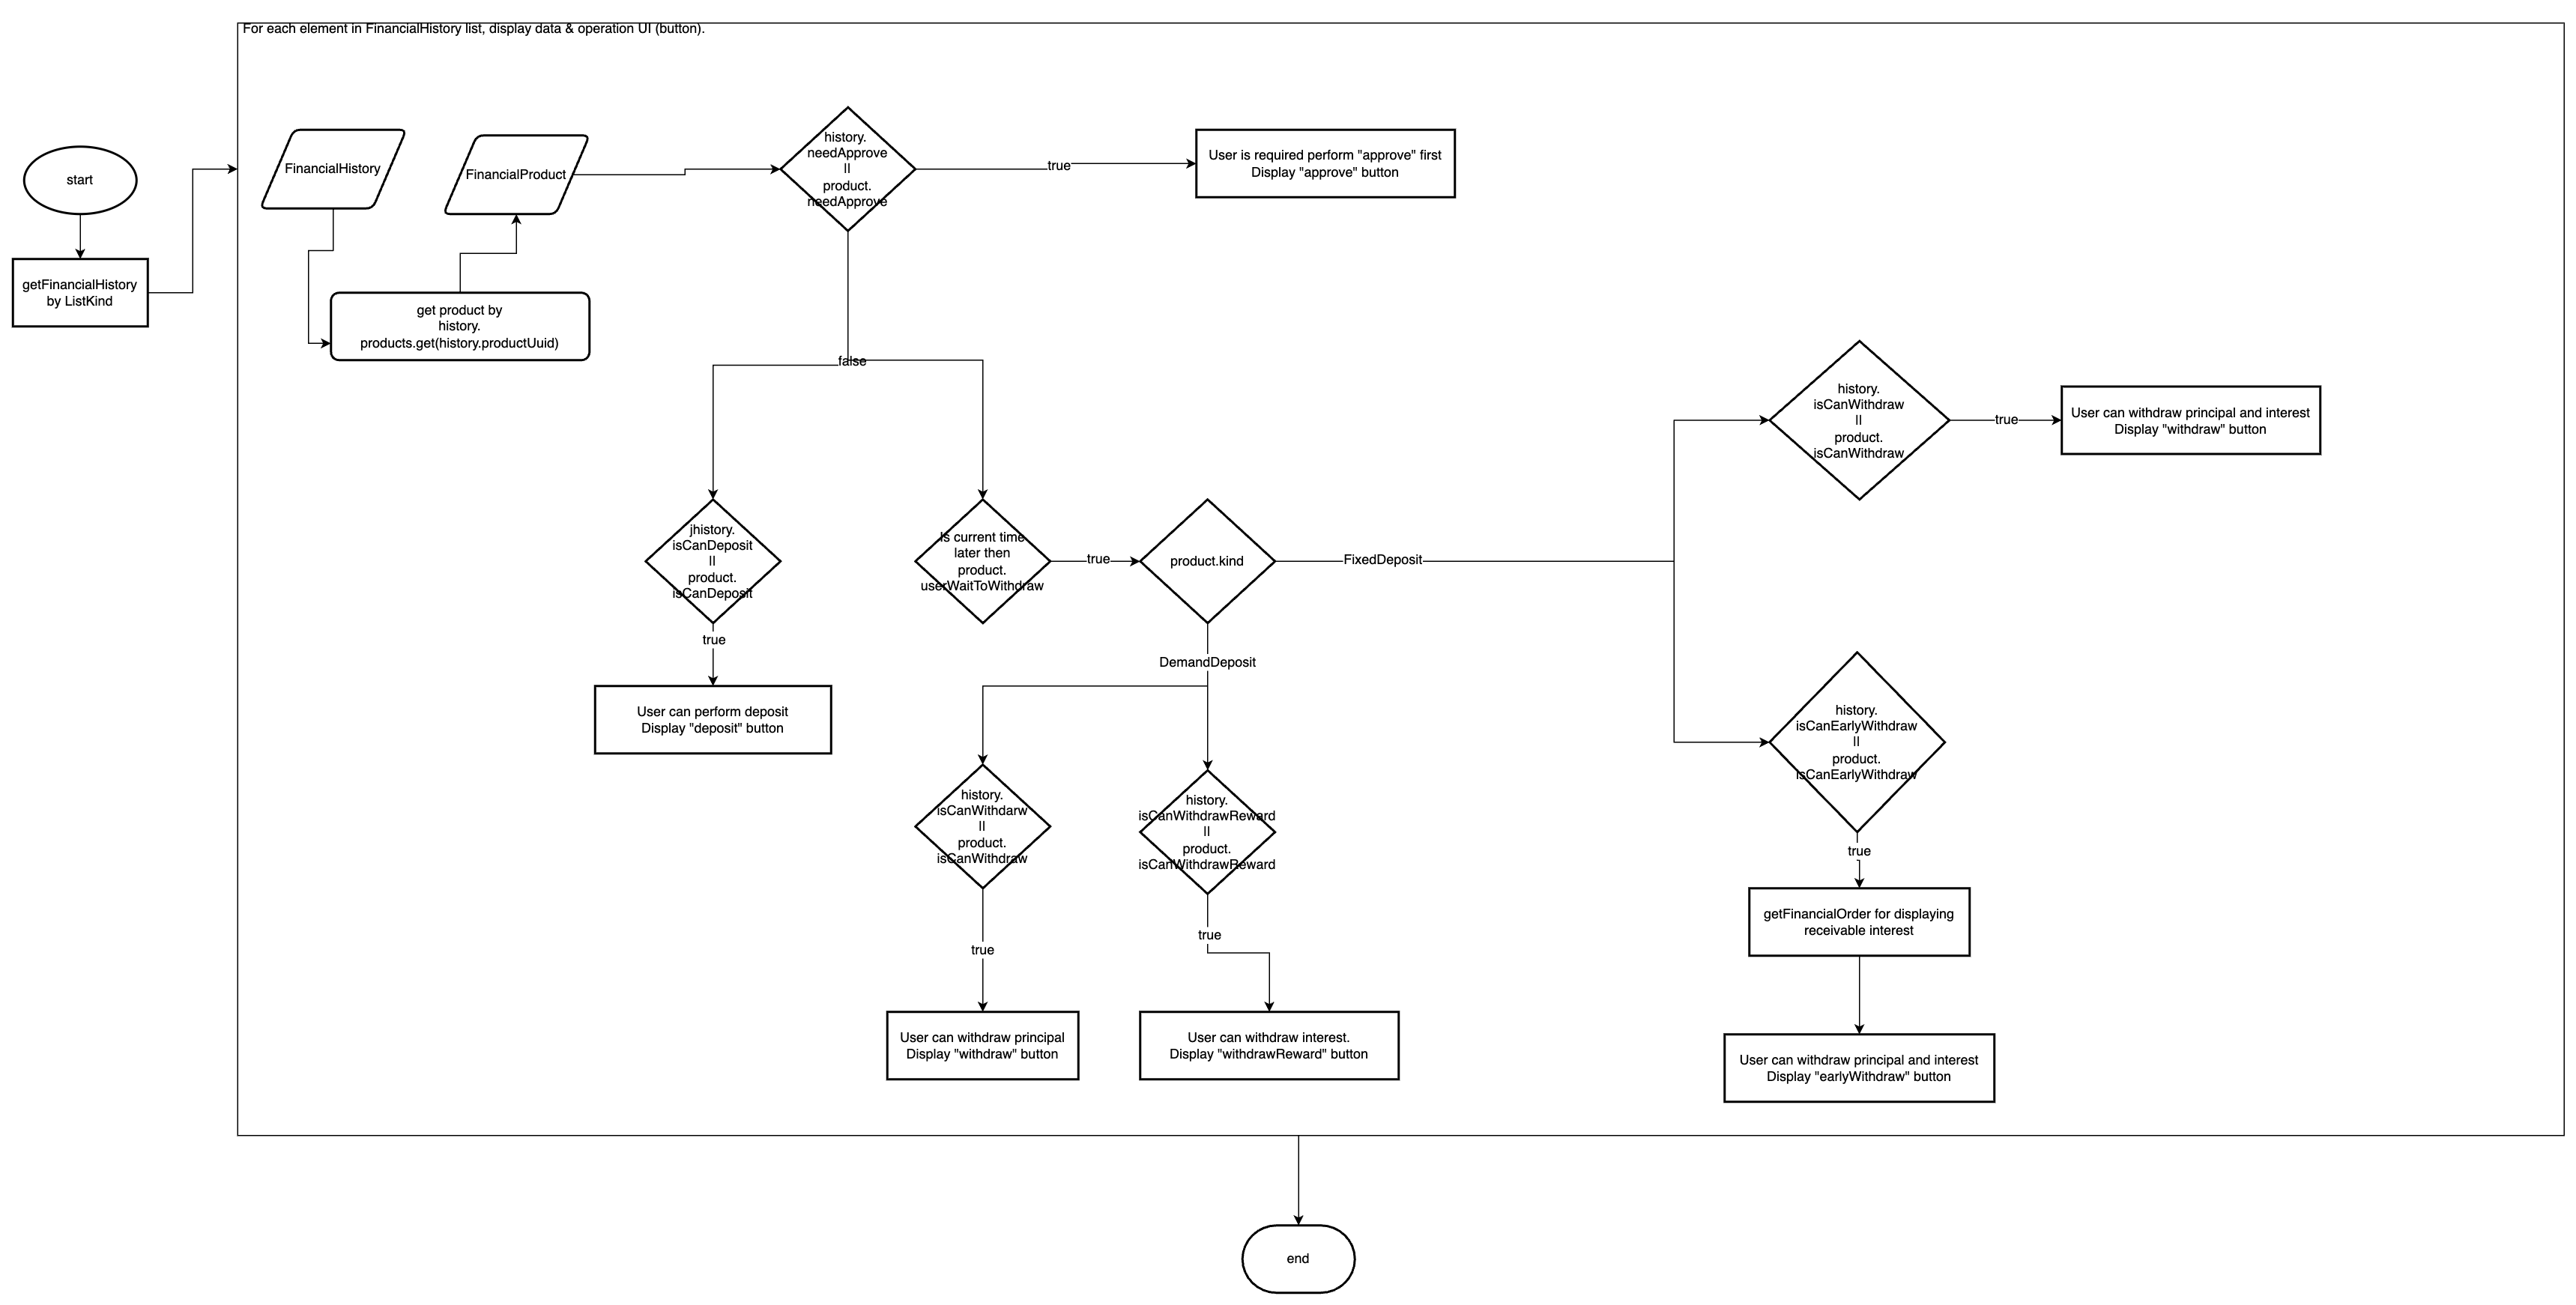 For each element in FinancialHistory list, display data & operation UI (button).
start
getFinancialHistory
by ListKind
FinancialHistory
FinancialProduct
get product by
history.
products.get(history.productUuid)
history.
needApprove
||
product.
needApprove
true
User is required perform "approve" first
Display "approve" button
false
jhistory.
isCanDeposit
||
product.
isCanDeposit
true
User can perform deposit
Display "deposit" button
Is current time
later then
product.
userWaitToWithdraw
true
product.kind
FixedDeposit
DemandDeposit
history.
isCanWithdraw
||
product.
isCanWithdraw
true
User can withdraw principal and interest
Display "withdraw" button
history.
isCanEarlyWithdraw
||
product.
isCanEarlyWithdraw
true
getFinancialOrder for displaying
receivable interest
User can withdraw principal and interest
Display "earlyWithdraw" button
history.
isCanWithdarw
||
product.
isCanWithdraw
true
User can withdraw principal
Display "withdraw" button
history.
isCanWithdrawReward
||
product.
isCanWithdrawReward
true
User can withdraw interest.
Display "withdrawReward" button
end